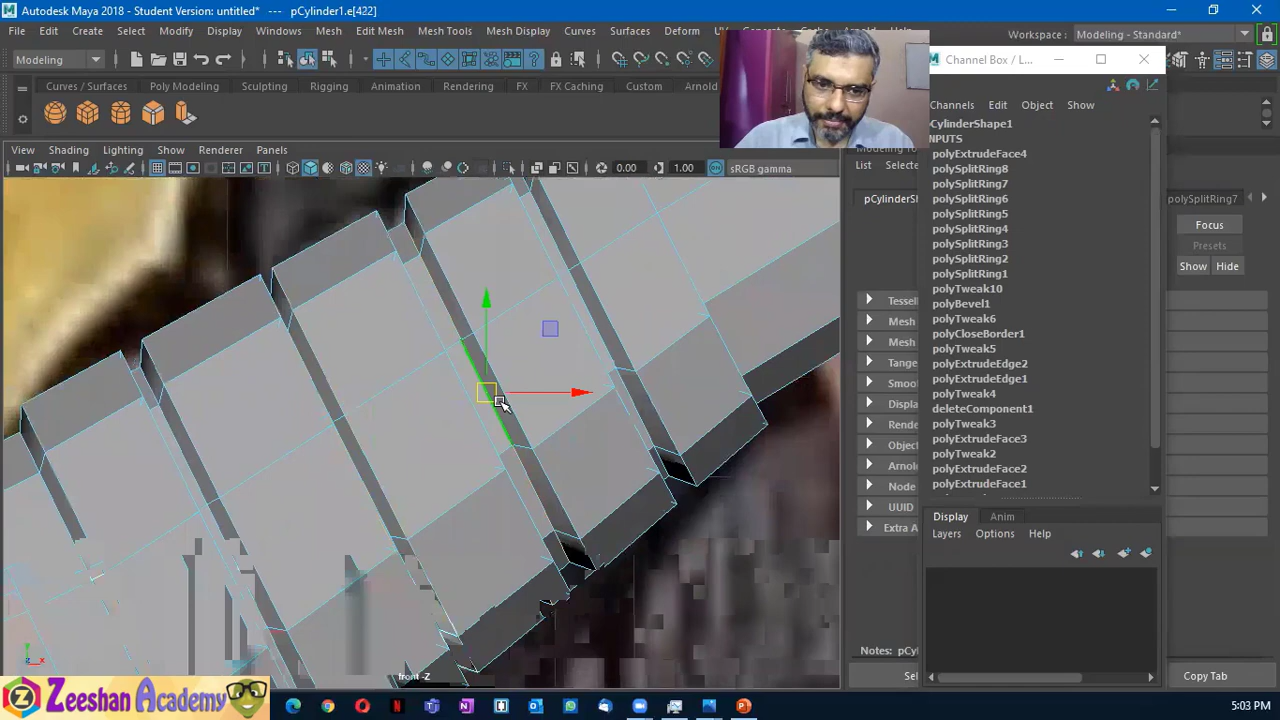 Autodesk Maya 2018 - Student Version: untitled* --- pCylinder1.e[422]
File Edit Create Select Modify Display Windows Mesh Edit Mesh Mesh Tools Mesh Display Curves Surfaces Deform
Workspace : Modeling - Standard*
Modeling
Channel Box / L...
Curves / Surfaces Poly Modeling Sculpting Rigging Animation Rendering FX FX Caching Custom
Channels Edit Object Show
CylinderShape1
NPUTS
polyExtrudeFace4
polySplitRing8
polySplitRing7
polySplitRing6
polySplitRing5
polySplitRing4
polySplitRing3
polySplitRing2
polySplitRing1
polyTweak10
polyBevel1
polyTweak6
polyCloseBorder1
polyTweak5
polyExtrudeEdge2
polyExtrudeEdge1
polyTweak4
deleteComponent1
polyTweak3
polyExtrudeFace3
polyTweak2
polyExtrudeFace2
polyExtrudeFace1
View Shading Lighting Show Renderer Panels
0.00 1.00 sRGB gamma
List Selecte
pCylinderSh polySplitRing7
Focus
Presets
Show Hide
Tessell
Mesh
Mesh
Tange
Smoo
Displa
Rende
Object
Arnol
Node
UUID
Extra A
Display Anim
Layers Options Help
Notes: pCyl
Sel Copy Tab
front -Z
Zeeshan Academy
5:03 PM